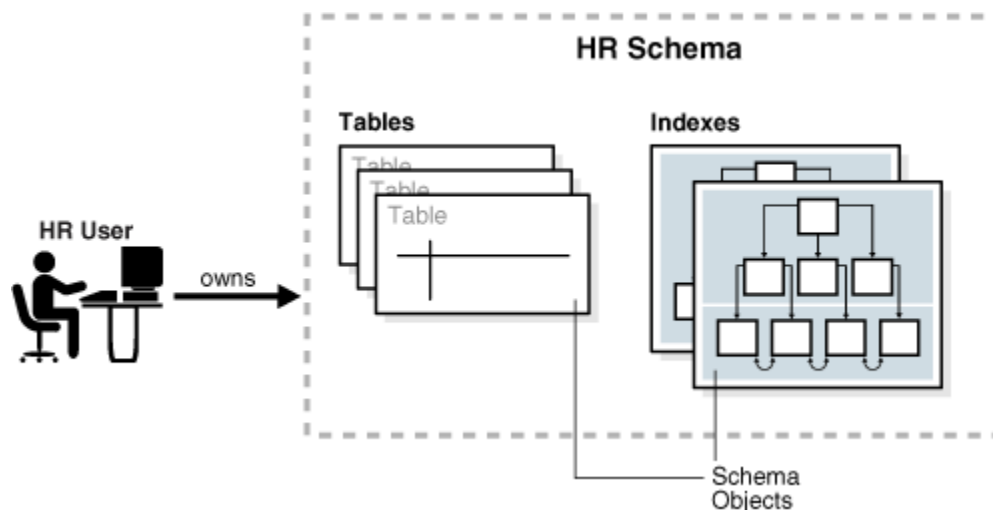 HR Schema
Tables
Indexes
Table
Table
Table
HR User
owns
Schema
Objects